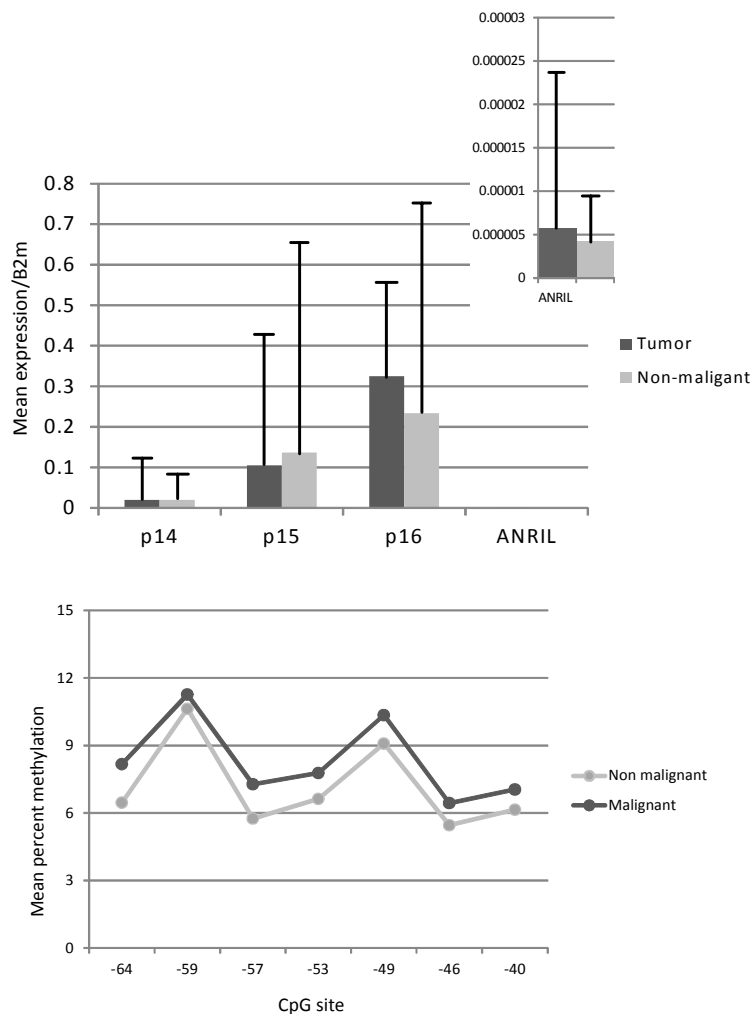 0.00003
0.000025
0.00002
0.000015
0.00001
0.000005
0
ANRIL
Mean expression/B2m
0.8
0.7
0.6
0.5
0.4
0.3
0.2
0.1
0
p14 p15 p16 ANRIL
Tumor
Non-maligant
Mean percent methylation
15
12
9
6
3
0
-64 -59 -57 -53 -49 -46 -40
CpG site
Non malignant
Malignant